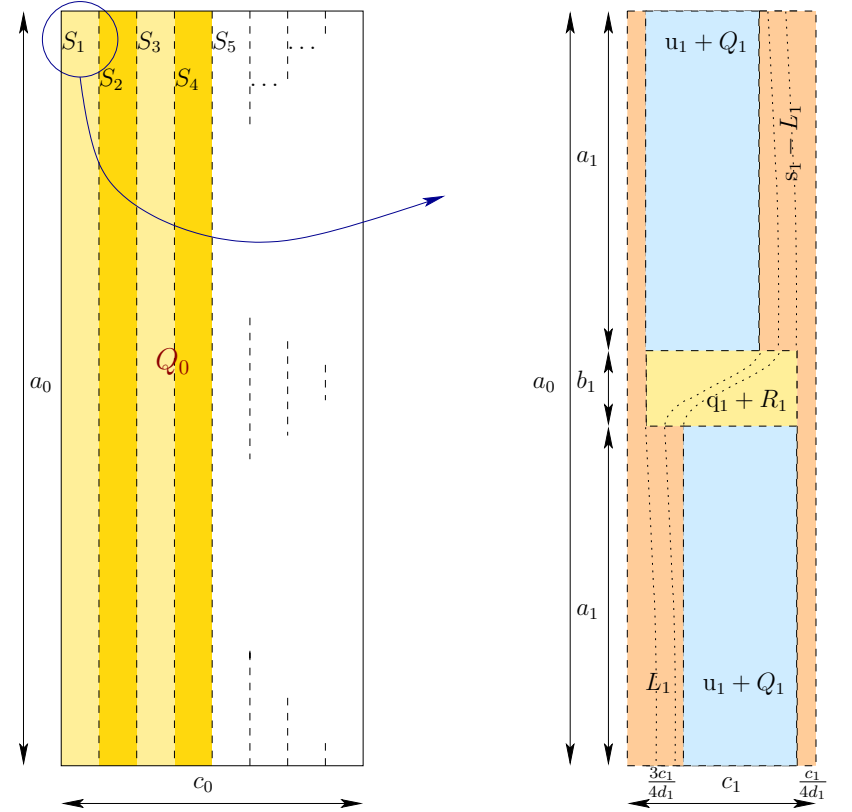 S₁ S₃ S₅ ...
S₂ S₄ ...
Q₀
a₀
c₀
u₁ + Q₁
s₁ − L₁
a₁
a₀ b₁
q₁ + R₁
a₁
L₁ u₁ + Q₁
3c₁/4d₁ c₁ c₁/4d₁